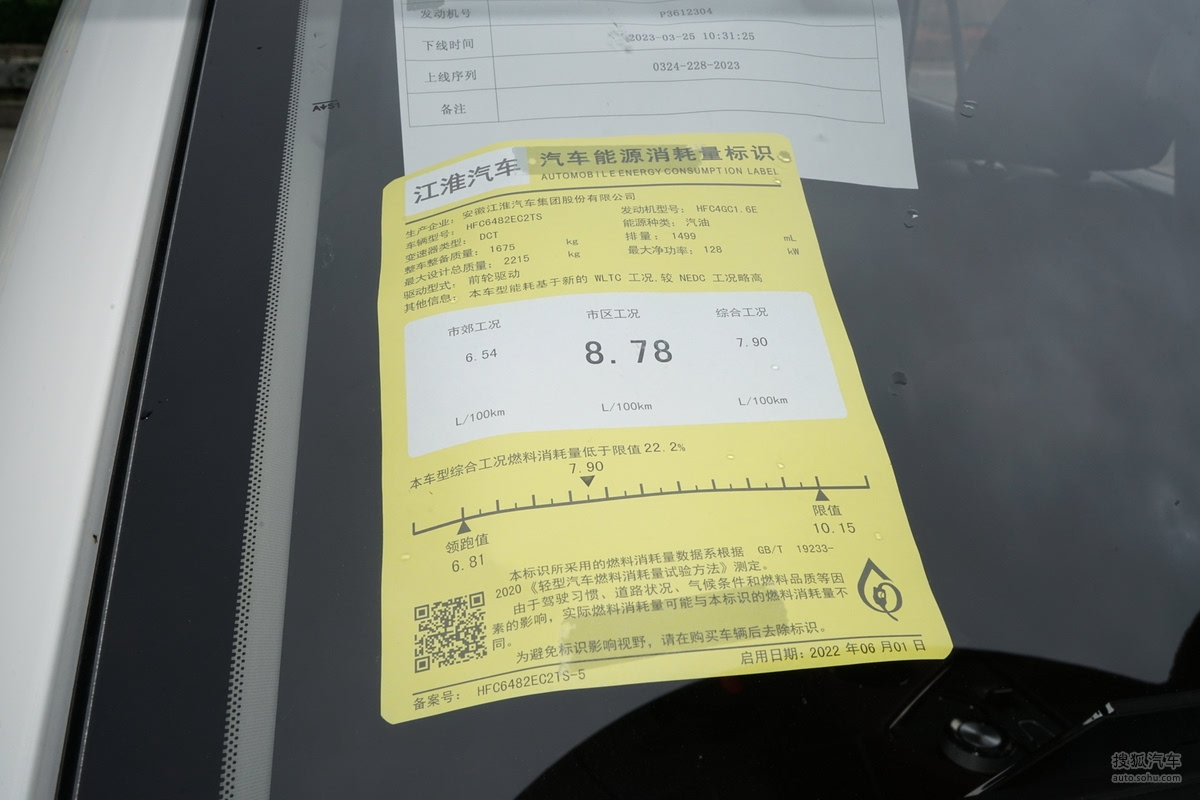 发动机号 P3612304
下线时间 2023-03-25 10:31:25
上线序列 0324-228-2023
备注
江淮汽车
汽车能源消耗量标识
AUTOMOBILE ENERGY CONSUMPTION LABEL
生产企业: 安徽江淮汽车集团股份有限公司
车辆型号: HFC6482EC2TS 发动机型号: HFC4GC1.6E
变速器类型: DCT 能源种类: 汽油
整车整备质量: 1675 kg 排量: 1499 mL
最大设计总质量: 2215 kg 最大净功率: 128 kW
驱动型式: 前轮驱动
其他信息: 本车型能耗基于新的 WLTC 工况,较 NEDC 工况略高
市郊工况 市区工况 综合工况
6.54 8.78 7.90
L/100km L/100km L/100km
本车型综合工况燃料消耗量低于限值 22.2%
7.90
领跑值 限值
6.81 10.15
本标识所采用的燃料消耗量数据系根据 GB/T 19233-
2020《轻型汽车燃料消耗量试验方法》测定。
由于驾驶习惯、道路状况、气候条件和燃料品质等因
素的影响,实际燃料消耗量可能与本标识的燃料消耗量不
同。
为避免标识影响视野,请在购买车辆后去除标识。
备案号: HFC6482EC2TS-5 启用日期: 2022 年06 月01 日
搜狐汽车
auto.sohu.com